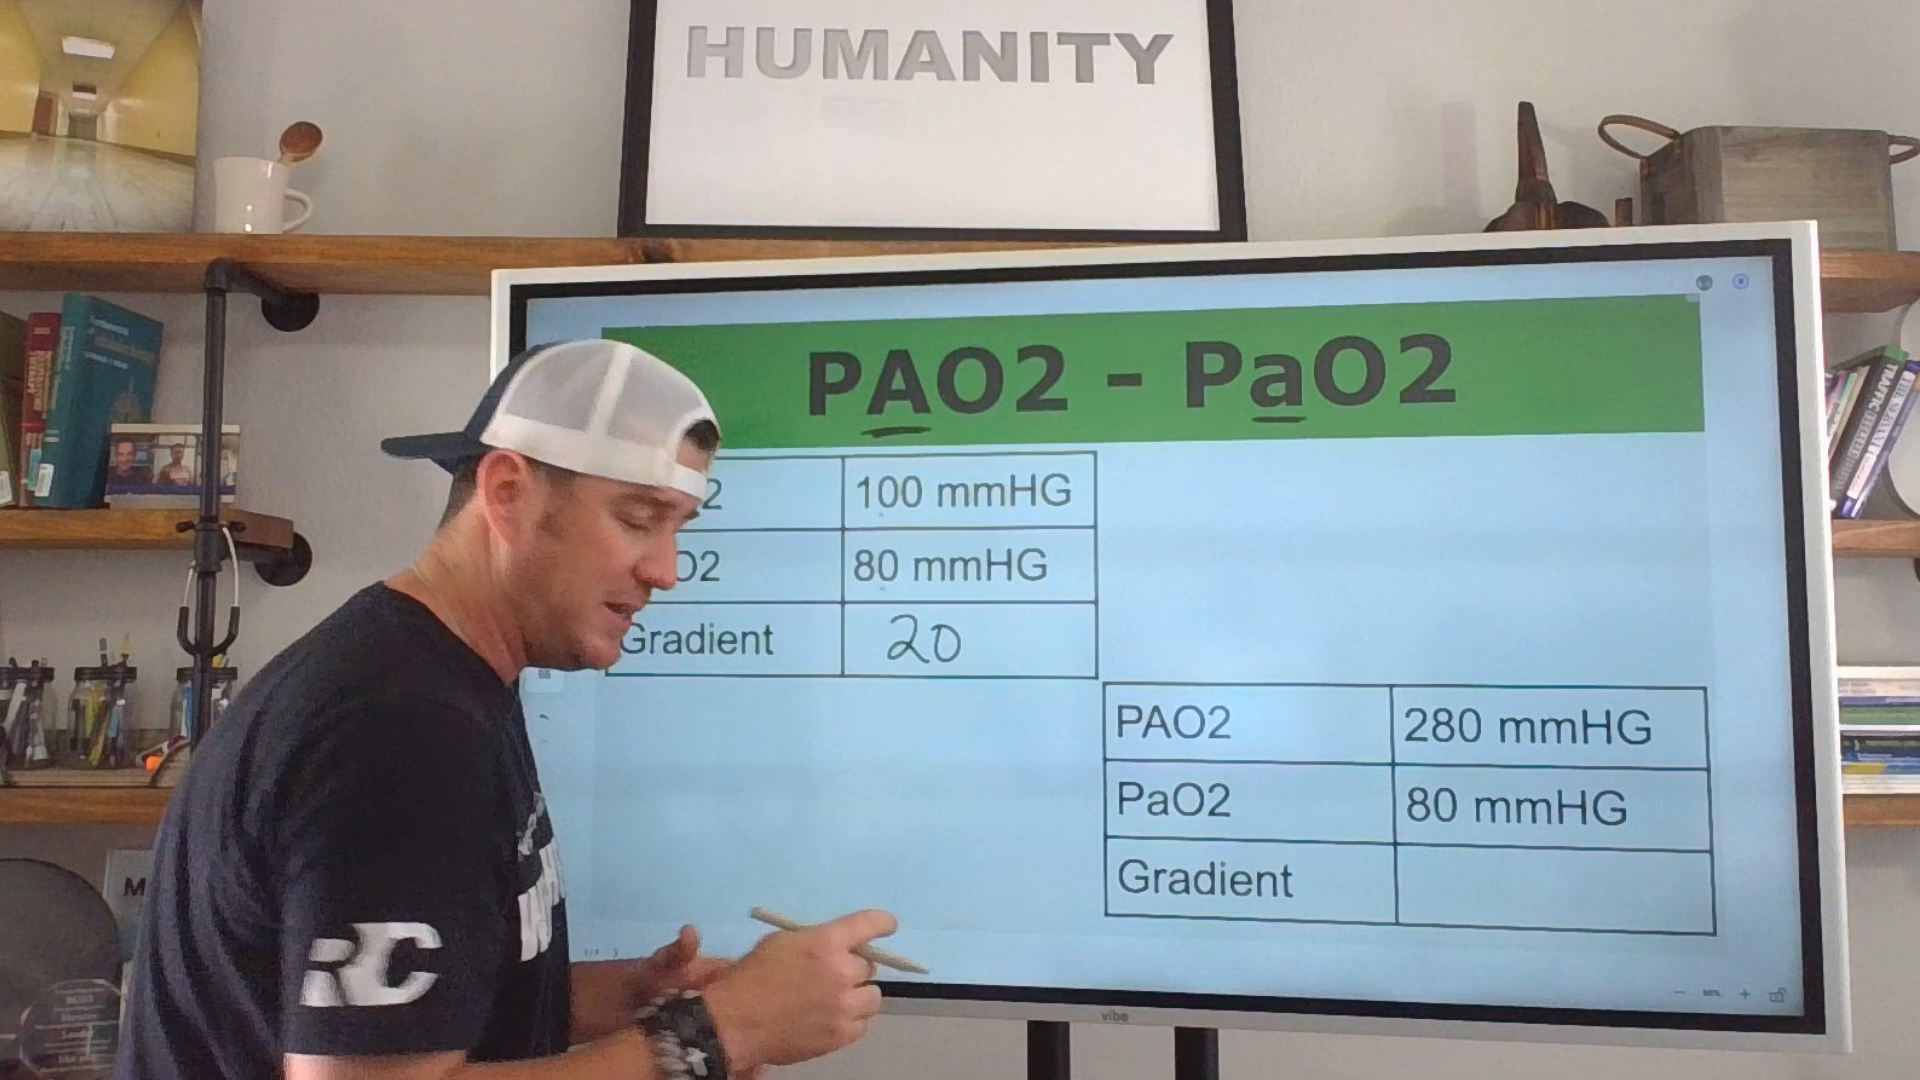 HUMANITY
PAO2 - PaO2
2 100 mmHG
O2 80 mmHG
Gradient 20
PAO2 280 mmHG
PaO2 80 mmHG
Gradient
RC
M
vibe